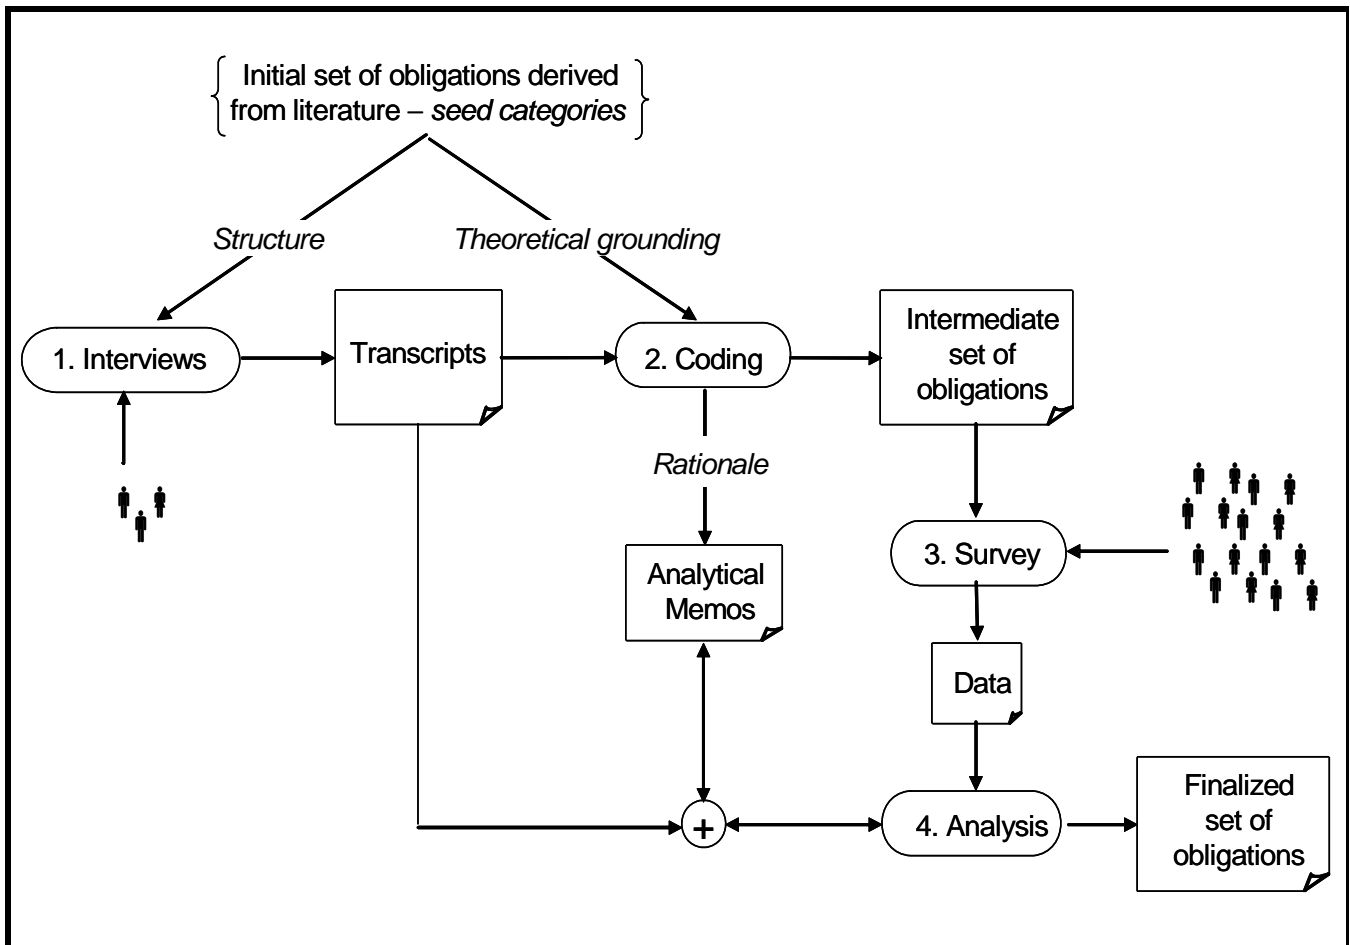 Initial set of obligations derived
from literature – seed categories
Structure
Theoretical grounding
1. Interviews
Transcripts
2. Coding
Intermediate
set of
obligations
Rationale
3. Survey
Analytical
Memos
Data
+
4. Analysis
Finalized
set of
obligations